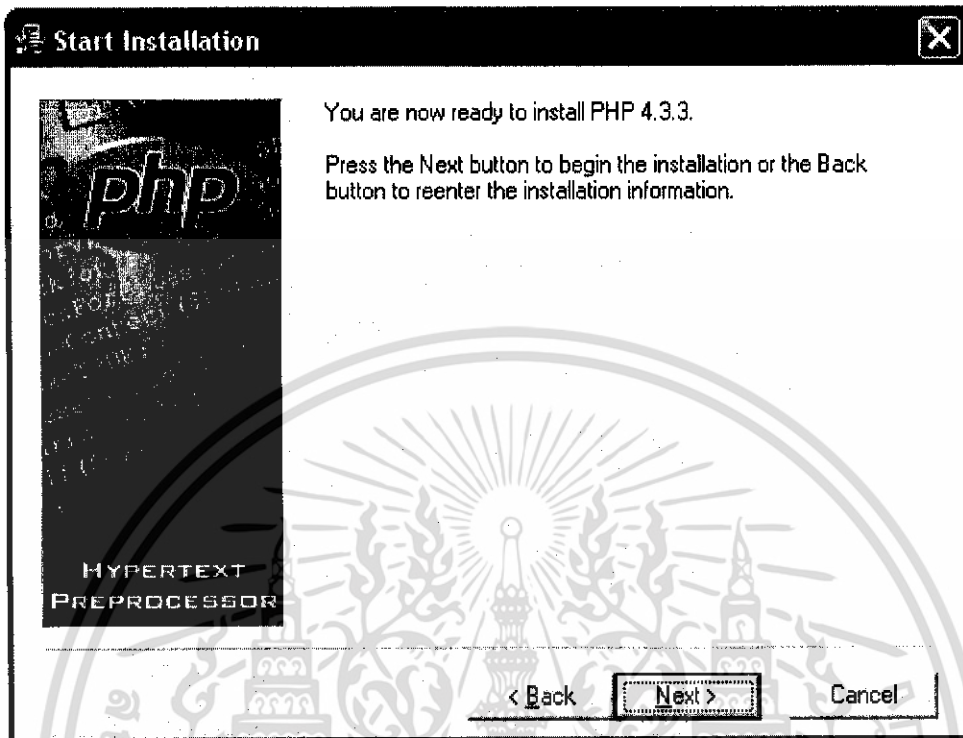 Start Installation
You are now ready to install PHP 4.3.3.
Press the Next button to begin the installation or the Back
button to reenter the installation information.
php
HYPERTEXT
PREPROCESSOR
< Back
Next >
Cancel